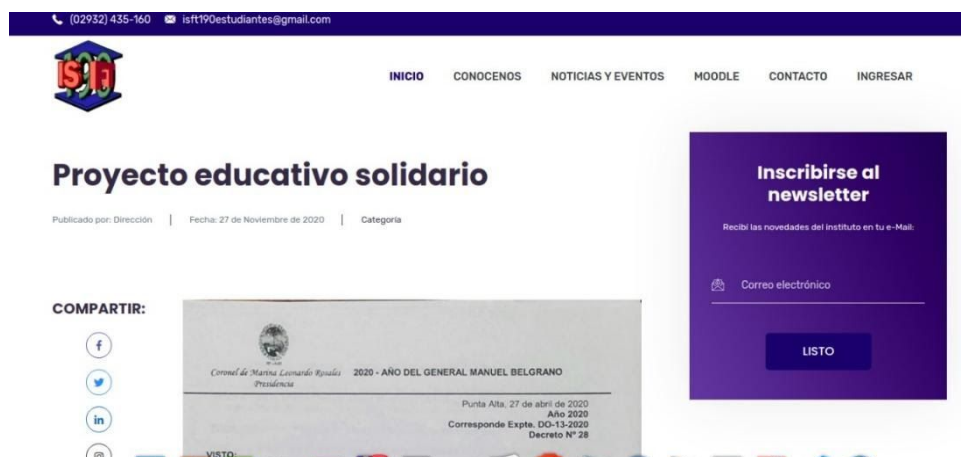 (02932) 435-160 isft190estudiantes@gmail.com
INICIO CONOCENOS NOTICIAS Y EVENTOS MOODLE CONTACTO INGRESAR
Proyecto educativo solidario
Publicado por: Dirección | Fecha: 27 de Noviembre de 2020 | Categoría
COMPARTIR:
Coronel de Marina Leonardo Rosales
Presidencia
2020 - AÑO DEL GENERAL MANUEL BELGRANO
Punta Alta, 27 de abril de 2020
Año 2020
Corresponde Expte. DO-13-2020
Decreto Nº 28
VISTO:
Inscribirse al
newsletter
Recibí las novedades del instituto en tu e-Mail:
Correo electrónico
LISTO